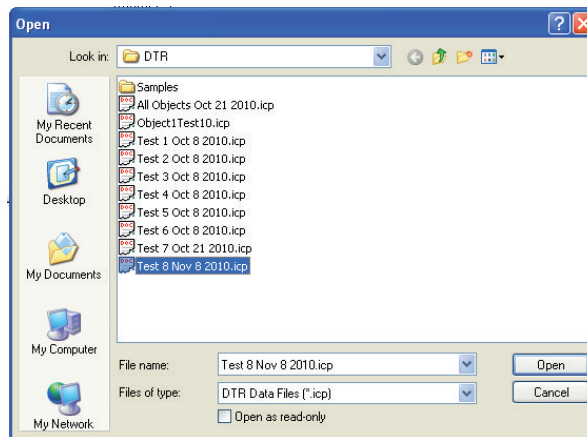 Open
Look in:
DTR
Samples
All Objects Oct 21 2010.icp
Object1Test10.icp
Test 1 Oct 8 2010.icp
Test 2 Oct 8 2010.icp
Test 3 Oct 8 2010.icp
Test 4 Oct 8 2010.icp
Test 5 Oct 8 2010.icp
Test 6 Oct 8 2010.icp
Test 7 Oct 21 2010.icp
Test 8 Nov 8 2010.icp
My Recent
Documents
Desktop
My Documents
My Computer
My Network
File name:
Test 8 Nov 8 2010.icp
Open
Files of type:
DTR Data Files (*.icp)
Cancel
Open as read-only